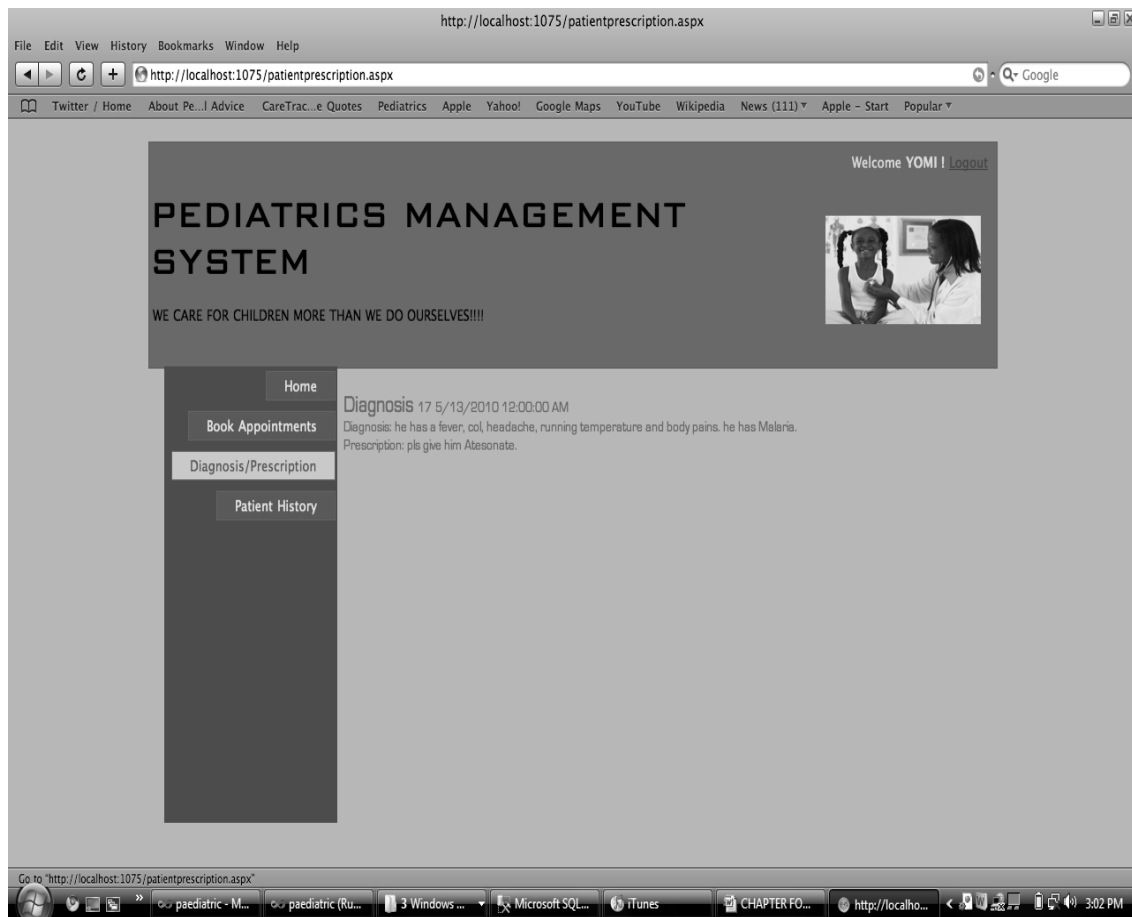 http://localhost:1075/patientprescription.aspx
File Edit View History Bookmarks Window Help
http://localhost:1075/patientprescription.aspx
Google
Twitter / Home About Pe...l Advice CareTrac...e Quotes Pediatrics Apple Yahoo! Google Maps YouTube Wikipedia News (111) Apple - Start Popular
Welcome YOMI ! Logout
PEDIATRICS MANAGEMENT
SYSTEM
WE CARE FOR CHILDREN MORE THAN WE DO OURSELVES!!!!
Home
Book Appointments
Diagnosis/Prescription
Patient History
Diagnosis 17 5/13/2010 12:00:00 AM
Diagnosis: he has a fever, col, headache, running temperature and body pains. he has Malaria.
Prescription: pls give him Atesonate.
Go to "http://localhost:1075/patientprescription.aspx"
paediatric - M... paediatric (Ru... 3 Windows ... Microsoft SQL... iTunes CHAPTER FO... http://localho... 3:02 PM